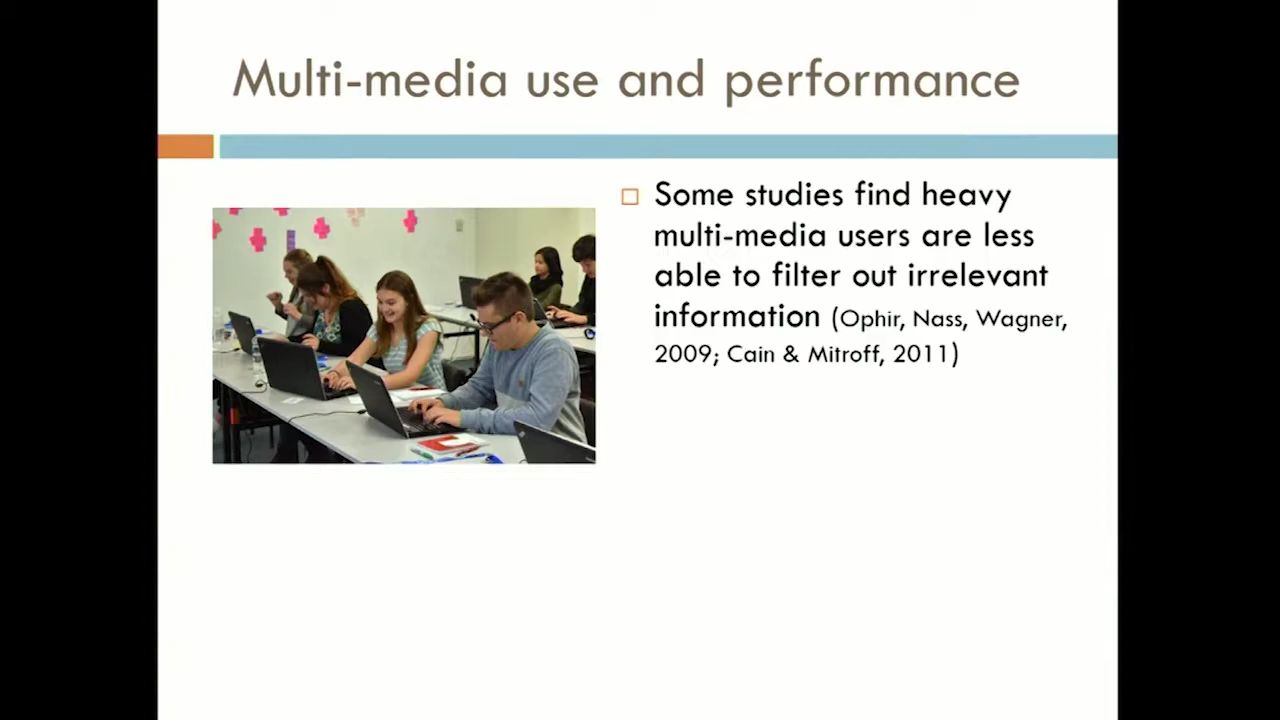 Multi-media use and performance
Some studies find heavy
multi-media users are less
able to filter out irrelevant
information (Ophir, Nass, Wagner,
2009; Cain & Mitroff, 2011)